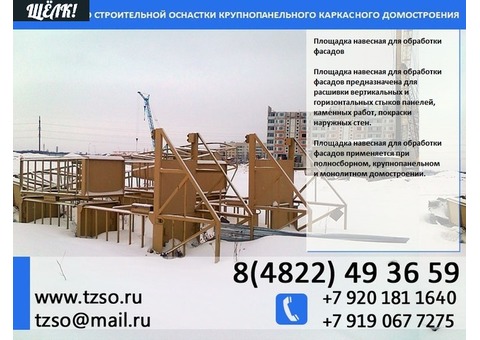 ЩЁЛК!
О СТРОИТЕЛЬНОЙ ОСНАСТКИ КРУПНОПАНЕЛЬНОГО КАРКАСНОГО ДОМОСТРОЕНИЯ
Площадка навесная для обработки
фасадов
Площадка навесная для обработки
фасадов предназначена для
расшивки вертикальных и
горизонтальных стыков панелей,
каменных работ, покраски
наружных стен.
Площадка навесная для обработки
фасадов применяется при
полносборном, крупнопанельном
и монолитном домостроении.
8(4822) 49 36 59
www.tzso.ru
+7 920 181 1640
tzso@mail.ru
+7 919 067 7275